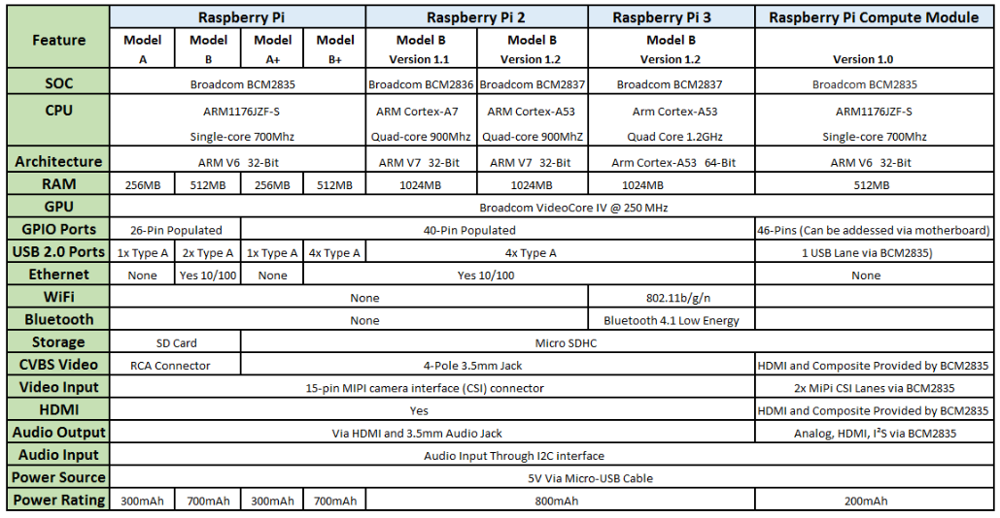 Feature Raspberry Pi Raspberry Pi 2 Raspberry Pi 3 Raspberry Pi Compute Module
Model Model Model Model Model B Model B Model B
A B A+ B+ Version 1.1 Version 1.2 Version 1.2 Version 1.0
SOC Broadcom BCM2835 Broadcom BCM2836 Broadcom BCM2837 Broadcom BCM2837 Broadcom BCM2835
CPU ARM1176JZF-S ARM Cortex-A7 ARM Cortex-A53 Arm Cortex-A53 ARM1176JZF-S
Single-core 700Mhz Quad-core 900Mhz Quad-core 900MhZ Quad Core 1.2GHz Single-core 700Mhz
Architecture ARM V6 32-Bit ARM V7 32-Bit ARM V7 32-Bit Arm Cortex-A53 64-Bit ARM V6 32-Bit
RAM 256MB 512MB 256MB 512MB 1024MB 1024MB 1024MB 512MB
GPU Broadcom VideoCore IV @ 250 MHz
GPIO Ports 26-Pin Populated 40-Pin Populated 46-Pins (Can be addessed via motherboard)
USB 2.0 Ports 1x Type A 2x Type A 1x Type A 4x Type A 4x Type A 1 USB Lane via BCM2835)
Ethernet None Yes 10/100 None Yes 10/100 None
WiFi None 802.11b/g/n
Bluetooth None Bluetooth 4.1 Low Energy
Storage SD Card Micro SDHC
CVBS Video RCA Connector 4-Pole 3.5mm Jack HDMI and Composite Provided by BCM2835
Video Input 15-pin MIPI camera interface (CSI) connector 2x MiPi CSI Lanes via BCM2835
HDMI Yes HDMI and Composite Provided by BCM2835
Audio Output Via HDMI and 3.5mm Audio Jack Analog, HDMI, I²S via BCM2835
Audio Input Audio Input Through I2C interface
Power Source 5V Via Micro-USB Cable
Power Rating 300mAh 700mAh 300mAh 700mAh 800mAh 200mAh